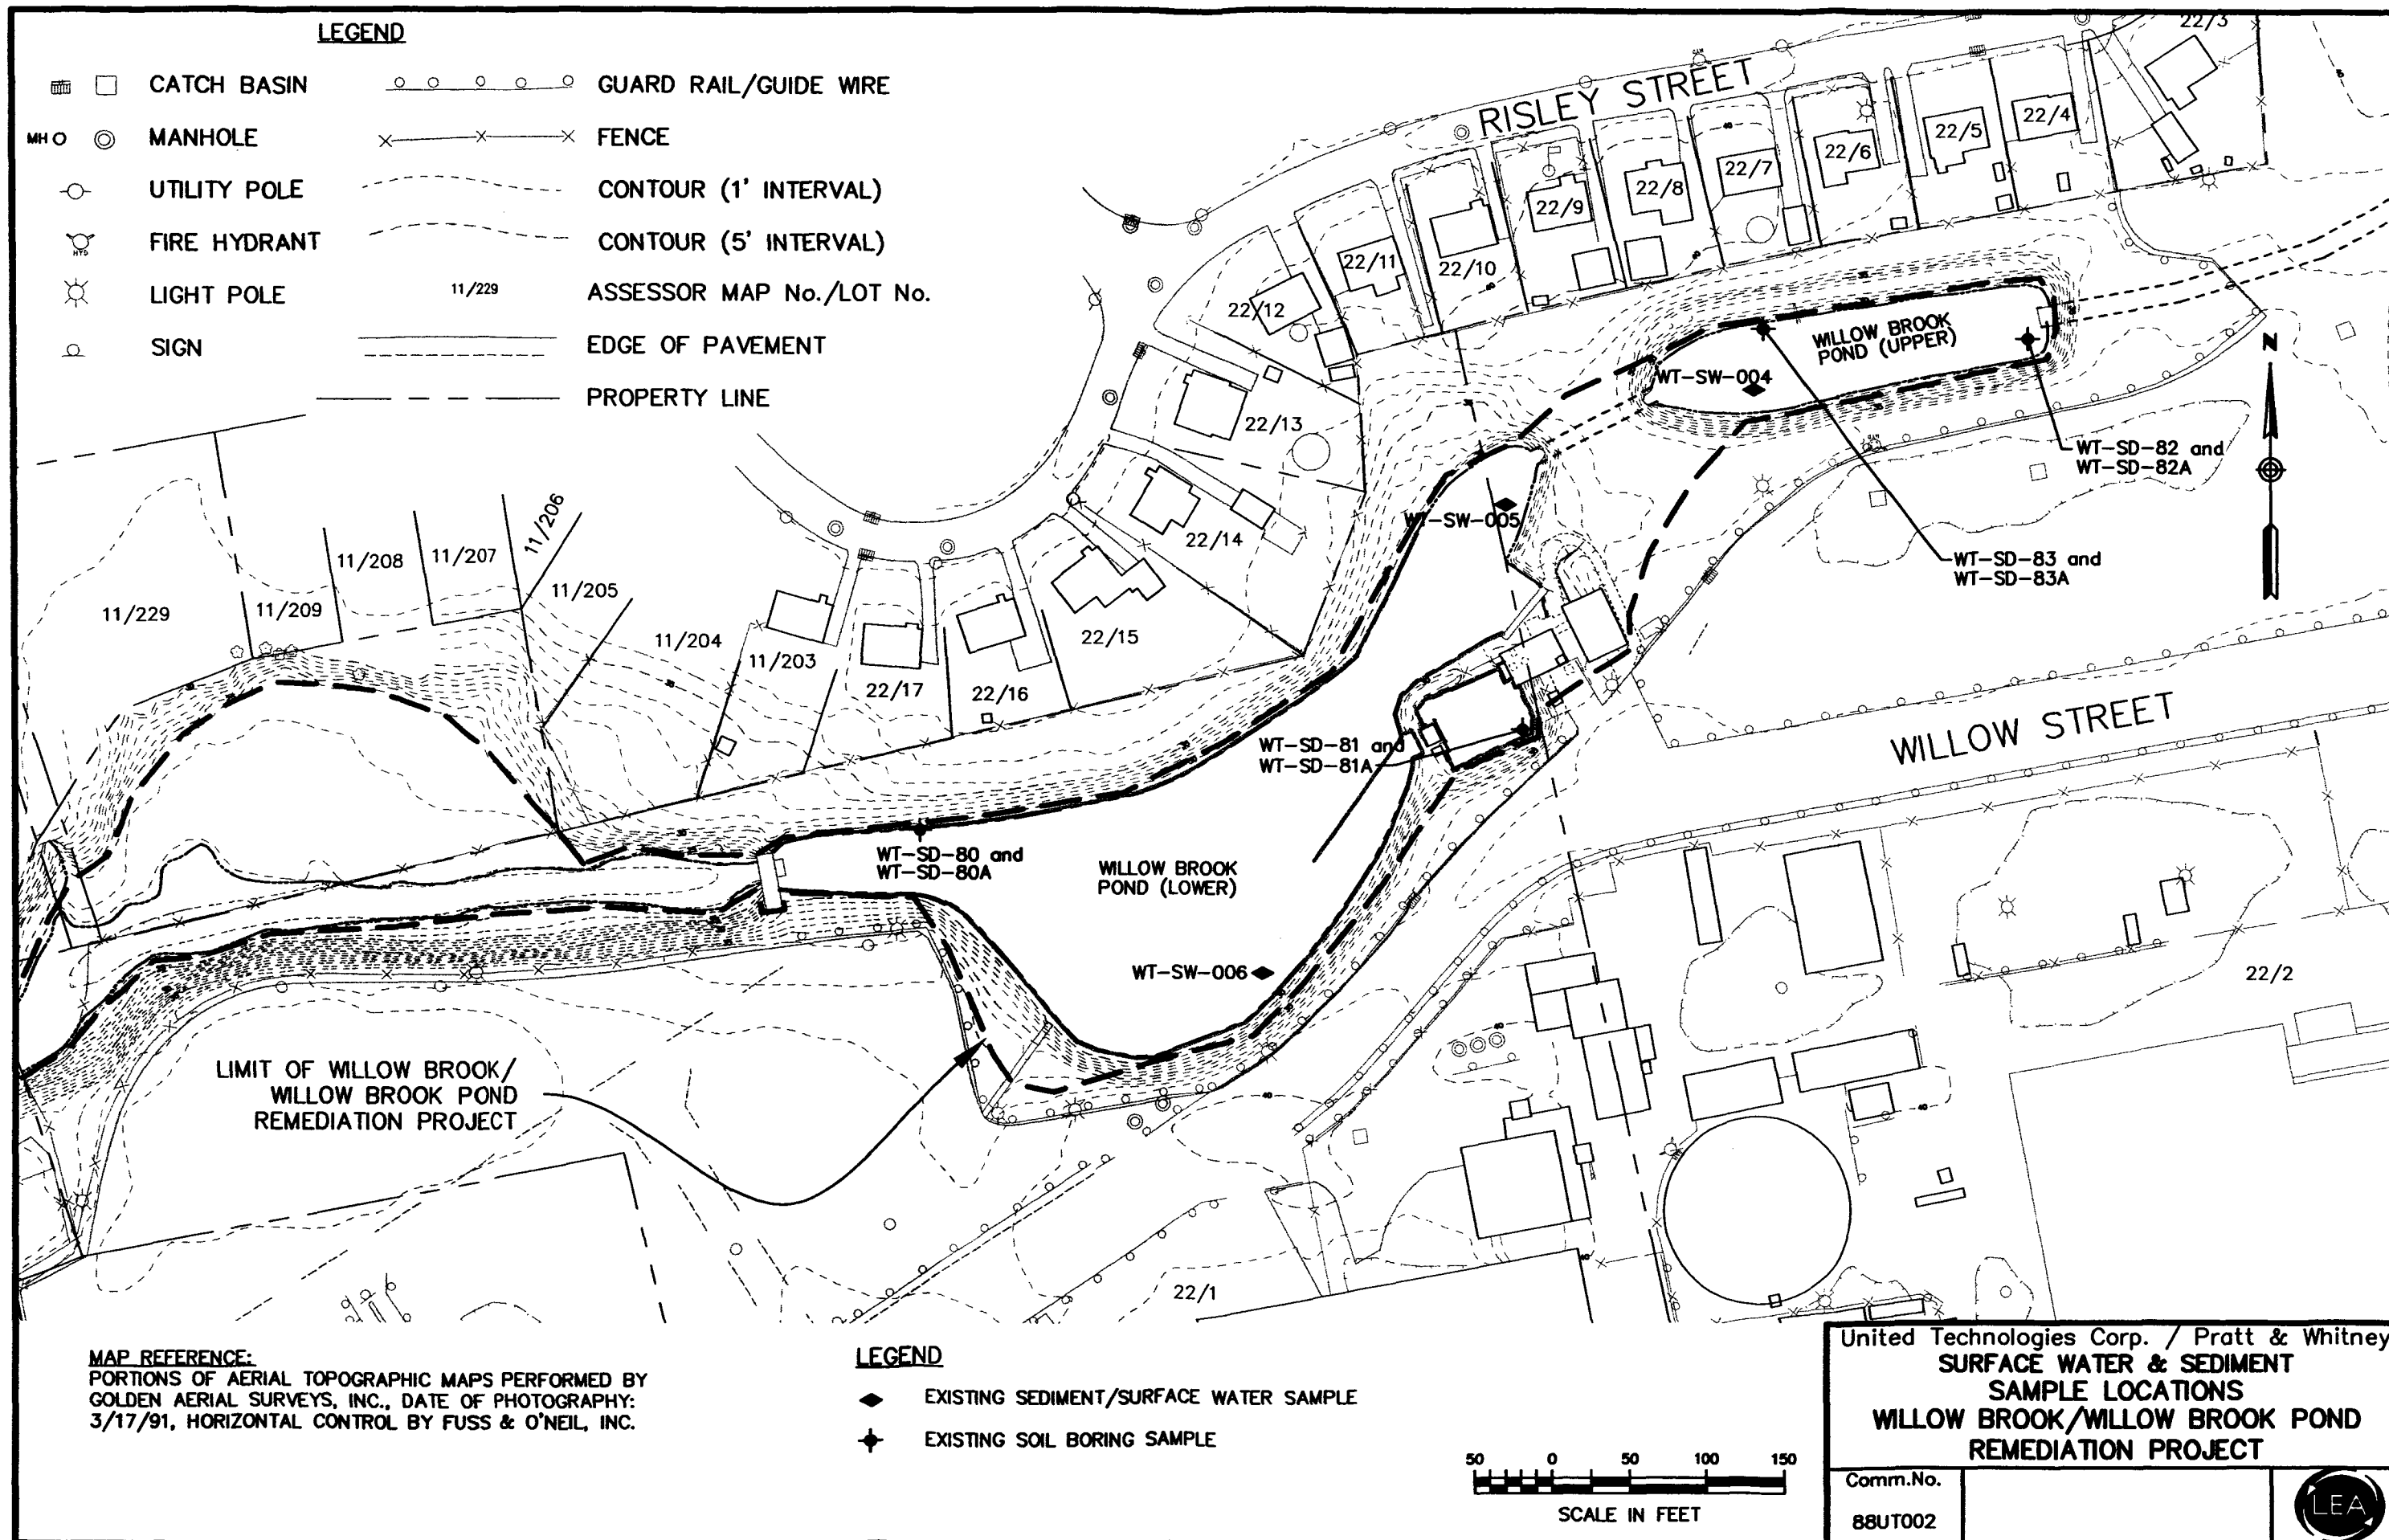 LEGEND
CATCH BASIN
GUARD RAIL/GUIDE WIRE
MH
MANHOLE
FENCE
UTILITY POLE
CONTOUR (1' INTERVAL)
HYD
FIRE HYDRANT
CONTOUR (5' INTERVAL)
LIGHT POLE
11/229
ASSESSOR MAP No./LOT No.
SIGN
EDGE OF PAVEMENT
PROPERTY LINE
RISLEY STREET
22/3
22/4
22/5
22/6
22/7
22/8
22/9
22/10
22/11
22/12
22/13
22/14
22/15
22/16
22/17
11/203
11/204
11/205
11/206
11/207
11/208
11/209
11/229
WILLOW BROOK
POND (UPPER)
WT-SW-004
WT-SW-005
N
WT-SD-82 and
WT-SD-82A
WT-SD-83 and
WT-SD-83A
WILLOW STREET
WT-SD-81 and
WT-SD-81A
WT-SD-80 and
WT-SD-80A
WILLOW BROOK
POND (LOWER)
WT-SW-006
22/2
LIMIT OF WILLOW BROOK/
WILLOW BROOK POND
REMEDIATION PROJECT
22/1
MAP REFERENCE:
PORTIONS OF AERIAL TOPOGRAPHIC MAPS PERFORMED BY
GOLDEN AERIAL SURVEYS, INC., DATE OF PHOTOGRAPHY:
3/17/91, HORIZONTAL CONTROL BY FUSS & O'NEIL, INC.
LEGEND
EXISTING SEDIMENT/SURFACE WATER SAMPLE
EXISTING SOIL BORING SAMPLE
50 0 50 100 150
SCALE IN FEET
United Technologies Corp. / Pratt & Whitney
SURFACE WATER & SEDIMENT
SAMPLE LOCATIONS
WILLOW BROOK/WILLOW BROOK POND
REMEDIATION PROJECT
Comm.No.
88UT002
LEA